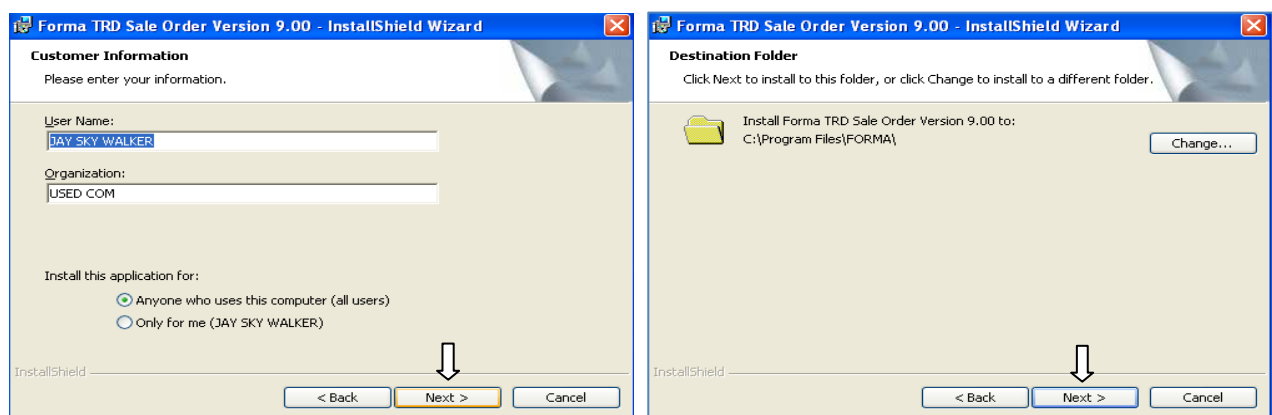 Forma TRD Sale Order Version 9.00 - InstallShield Wizard
Customer Information
Please enter your information.
User Name:
JAY SKY WALKER
Organization:
USED COM
Install this application for:
Anyone who uses this computer (all users)
Only for me (JAY SKY WALKER)
InstallShield
< Back
Next >
Cancel
Forma TRD Sale Order Version 9.00 - InstallShield Wizard
Destination Folder
Click Next to install to this folder, or click Change to install to a different folder.
Install Forma TRD Sale Order Version 9.00 to:
C:\Program Files\FORMA\
Change...
InstallShield
< Back
Next >
Cancel